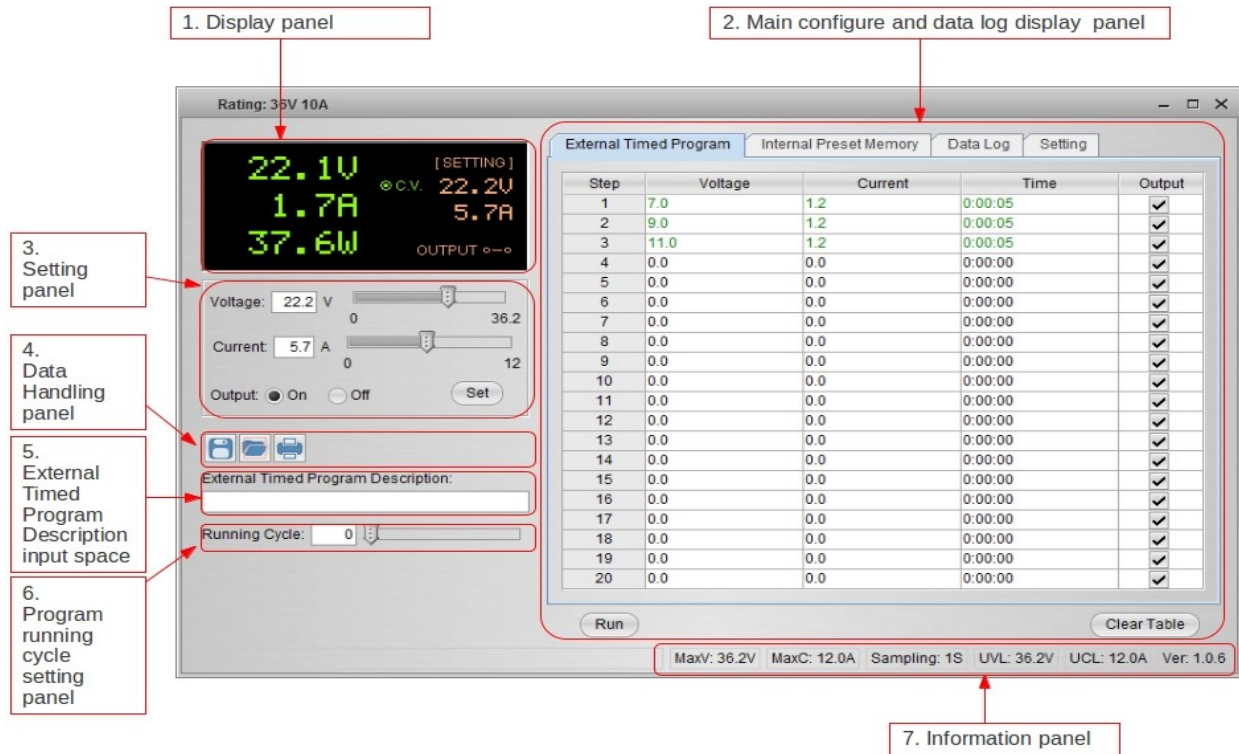 1. Display panel
2. Main configure and data log display panel
Rating: 36V 10A
22.1V
1.7A
37.6W
C.V.
[SETTING]
22.2V
5.7A
OUTPUT
3.
Setting
panel
Voltage: 22.2 V
0 36.2
Current: 5.7 A
0 12
Output: On Off Set
4.
Data
Handling
panel
5.
External
Timed
Program
Description
input space
External Timed Program Description:
Running Cycle: 0
6.
Program
running
cycle
setting
panel
External Timed Program Internal Preset Memory Data Log Setting
Step Voltage Current Time Output
1 7.0 1.2 0:00:05
2 9.0 1.2 0:00:05
3 11.0 1.2 0:00:05
4 0.0 0.0 0:00:00
5 0.0 0.0 0:00:00
6 0.0 0.0 0:00:00
7 0.0 0.0 0:00:00
8 0.0 0.0 0:00:00
9 0.0 0.0 0:00:00
10 0.0 0.0 0:00:00
11 0.0 0.0 0:00:00
12 0.0 0.0 0:00:00
13 0.0 0.0 0:00:00
14 0.0 0.0 0:00:00
15 0.0 0.0 0:00:00
16 0.0 0.0 0:00:00
17 0.0 0.0 0:00:00
18 0.0 0.0 0:00:00
19 0.0 0.0 0:00:00
20 0.0 0.0 0:00:00
Run Clear Table
MaxV: 36.2V MaxC: 12.0A Sampling: 1S UVL: 36.2V UCL: 12.0A Ver: 1.0.6
7. Information panel